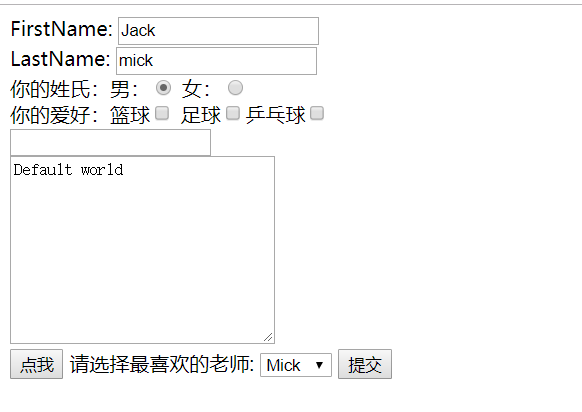 FirstName: Jack
LastName: mick
你的姓氏：男： 女：
你的爱好：篮球 足球 乒乓球
Default world
点我 请选择最喜欢的老师: Mick 提交